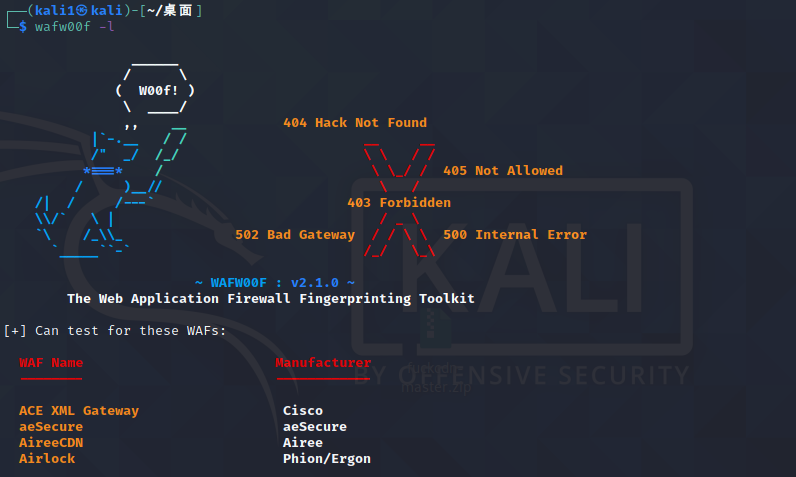 (kali1㉿kali)-[~/桌面]
$ wafw00f -l
( W00f! )
404 Hack Not Found
405 Not Allowed
403 Forbidden
502 Bad Gateway 500 Internal Error
~ WAFW00F : v2.1.0 ~
The Web Application Firewall Fingerprinting Toolkit
[+] Can test for these WAFs:
WAF Name Manufacturer
ACE XML Gateway Cisco
aeSecure aeSecure
AireeCDN Airee
Airlock Phion/Ergon
KALI
BY OFFENSIVE SECURITY
master.zip